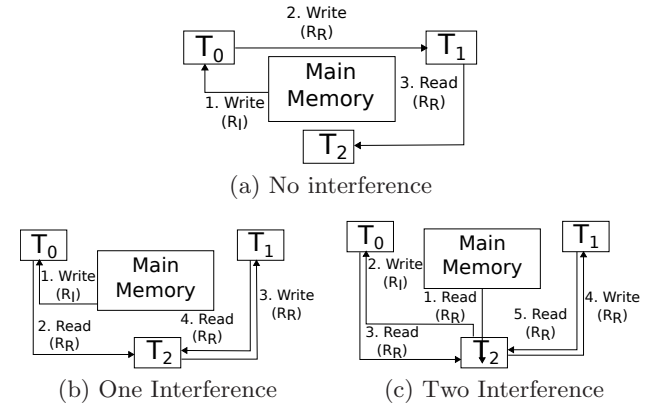 2. Write
(RR)
T0
T1
Main
Memory
1. Write
(RI)
3. Read
(RR)
T2
(a) No interference
T0
T1
Main
Memory
1. Write
(RI)
2. Read
(RR)
4. Read
(RR)
3. Write
(RR)
T2
(b) One Interference
T0
T1
Main
Memory
2. Write
(RI)
1. Read
(RR)
3. Read
(RR)
5. Read
(RR)
4. Write
(RR)
T2
(c) Two Interference